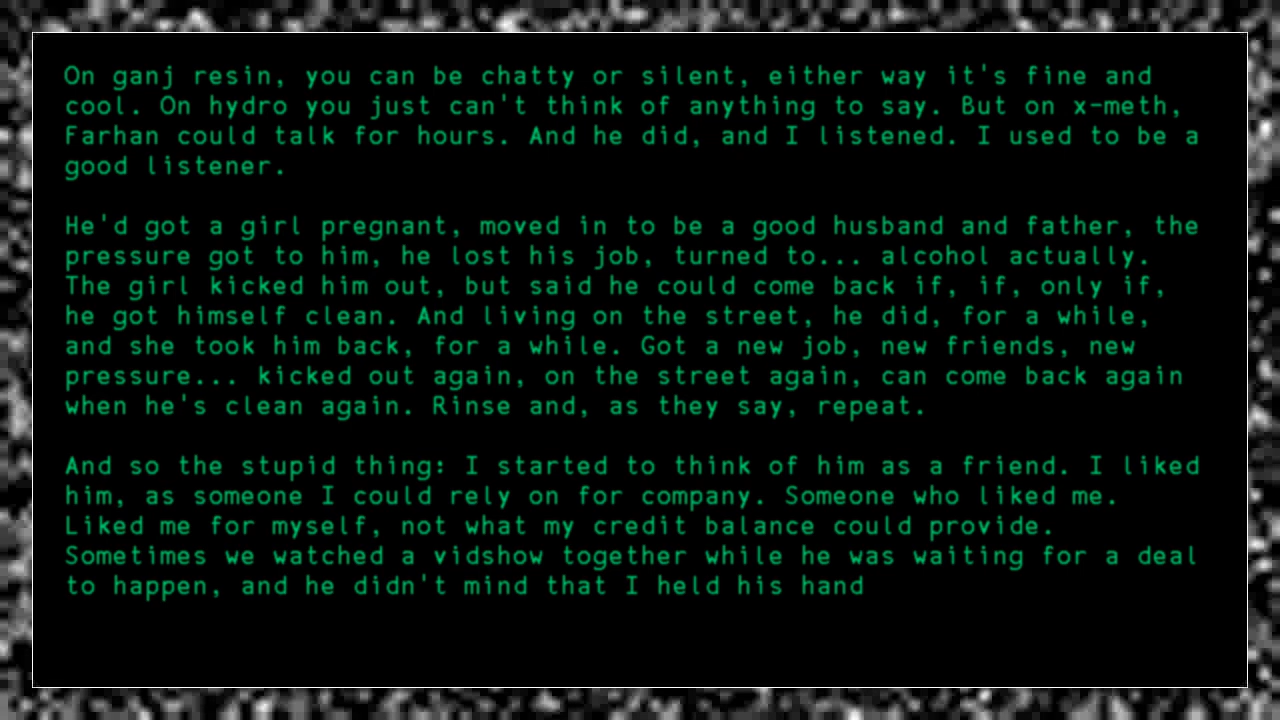 On ganj resin, you can be chatty or silent, either way it's fine and
cool. On hydro you just can't think of anything to say. But on x-meth,
Farhan could talk for hours. And he did, and I listened. I used to be a
good listener.
He'd got a girl pregnant, moved in to be a good husband and father, the
pressure got to him, he lost his job, turned to... alcohol actually.
The girl kicked him out, but said he could come back if, if, only if,
he got himself clean. And living on the street, he did, for a while,
and she took him back, for a while. Got a new job, new friends, new
pressure... kicked out again, on the street again, can come back again
when he's clean again. Rinse and, as they say, repeat.
And so the stupid thing: I started to think of him as a friend. I liked
him, as someone I could rely on for company. Someone who liked me.
Liked me for myself, not what my credit balance could provide.
Sometimes we watched a vidshow together while he was waiting for a deal
to happen, and he didn't mind that I held his hand